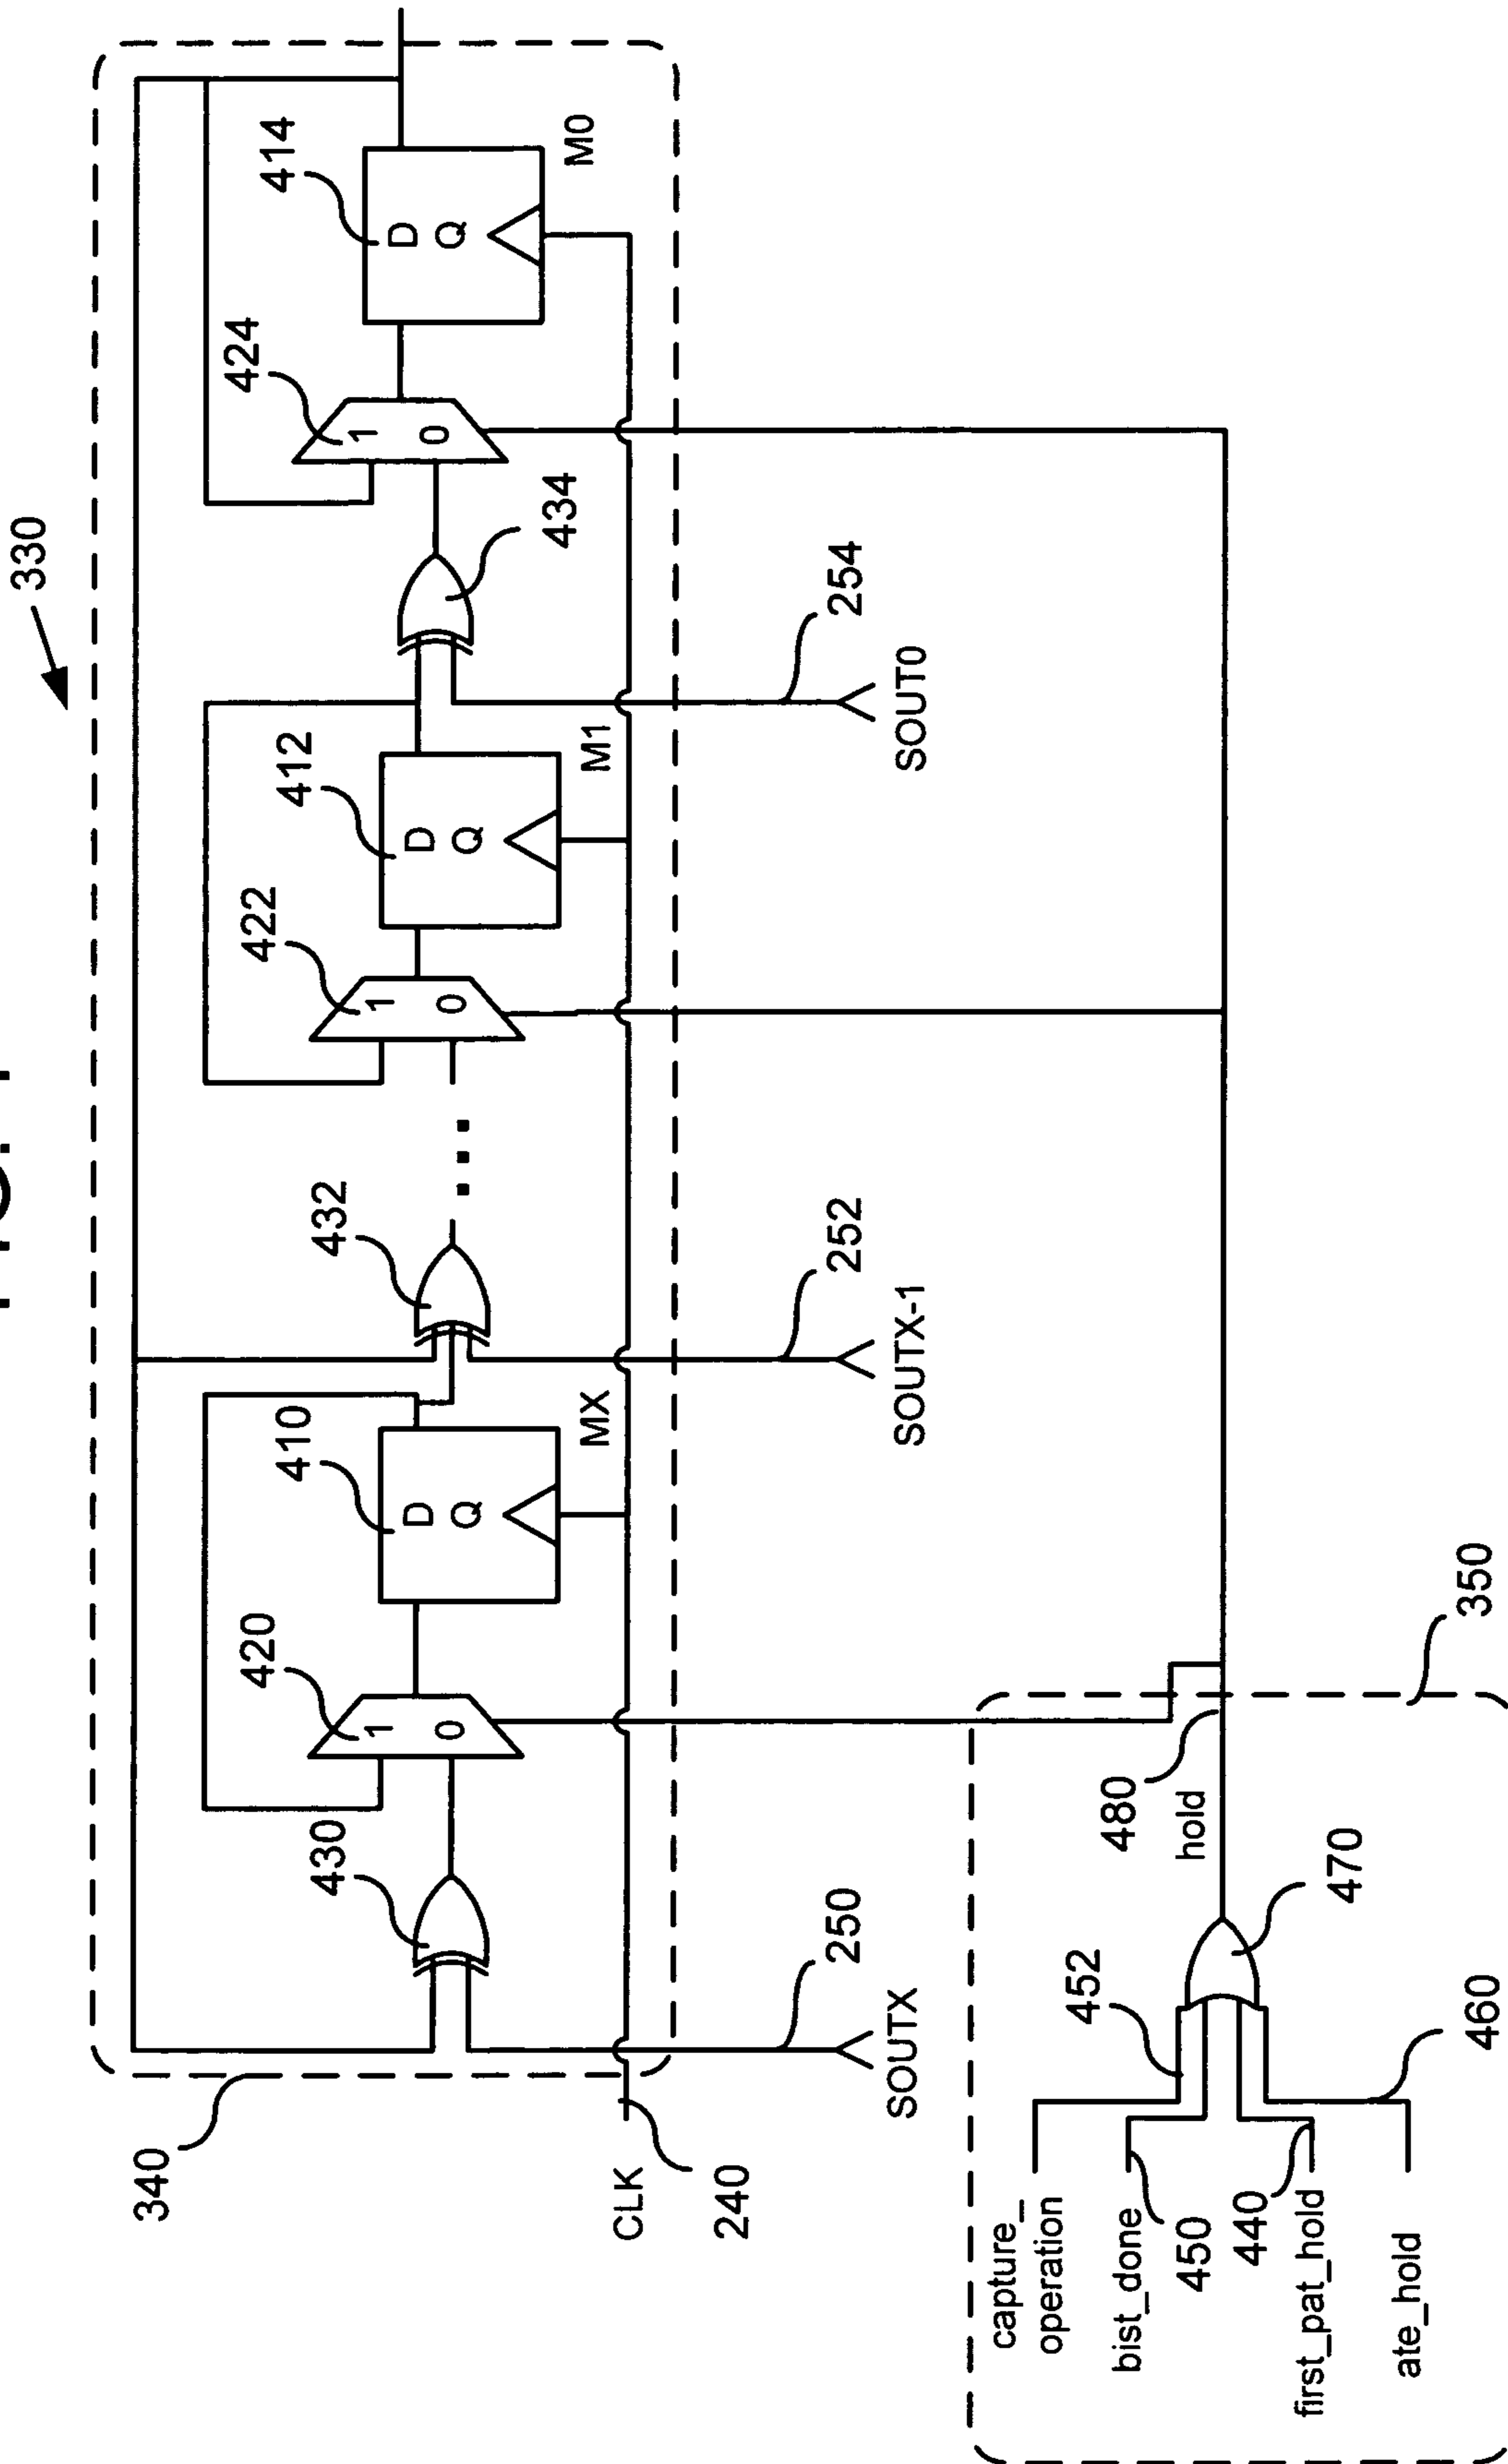 330
340
430
420
410
432
422
412
434
424
414
1
0
D
Q
MX
1
0
D
Q
M1
1
0
D
Q
M0
CLK
240
SOUTX
250
SOUTX-1
252
SOUT0
254
capture_
operation
452
bist_done
450
440
first_pat_hold
ate_hold
460
470
hold
480
350